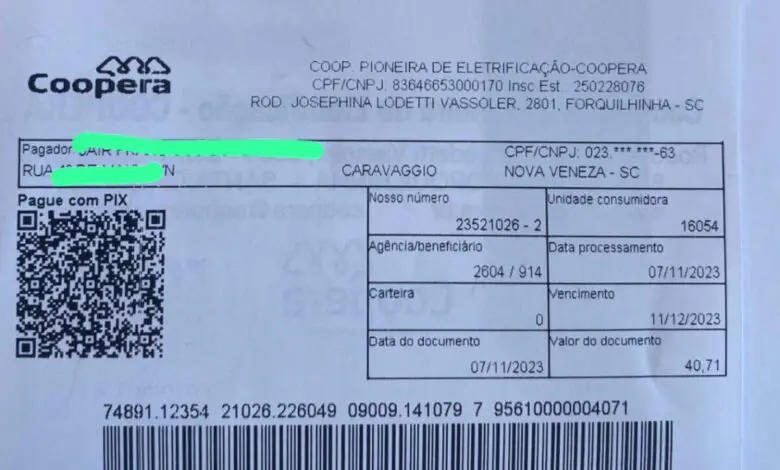 Coopera
COOP. PIONEIRA DE ELETRIFICAÇÃO-COOPERA
CPF/CNPJ: 83646653000170 Insc Est.: 250228076
ROD. JOSEPHINA LODETTI VASSOLER, 2801, FORQUILHINHA - SC
Pagador: CPF/CNPJ: 023.*** ***-63
RUA CARAVAGGIO NOVA VENEZA - SC
Pague com PIX
Nosso número Unidade consumidora
23521026 - 2 16054
Agência/beneficiário Data processamento
2604 / 914 07/11/2023
Carteira Vencimento
0 11/12/2023
Data do documento Valor do documento
07/11/2023 40,71
74891.12354 21026.226049 09009.141079 7 95610000004071